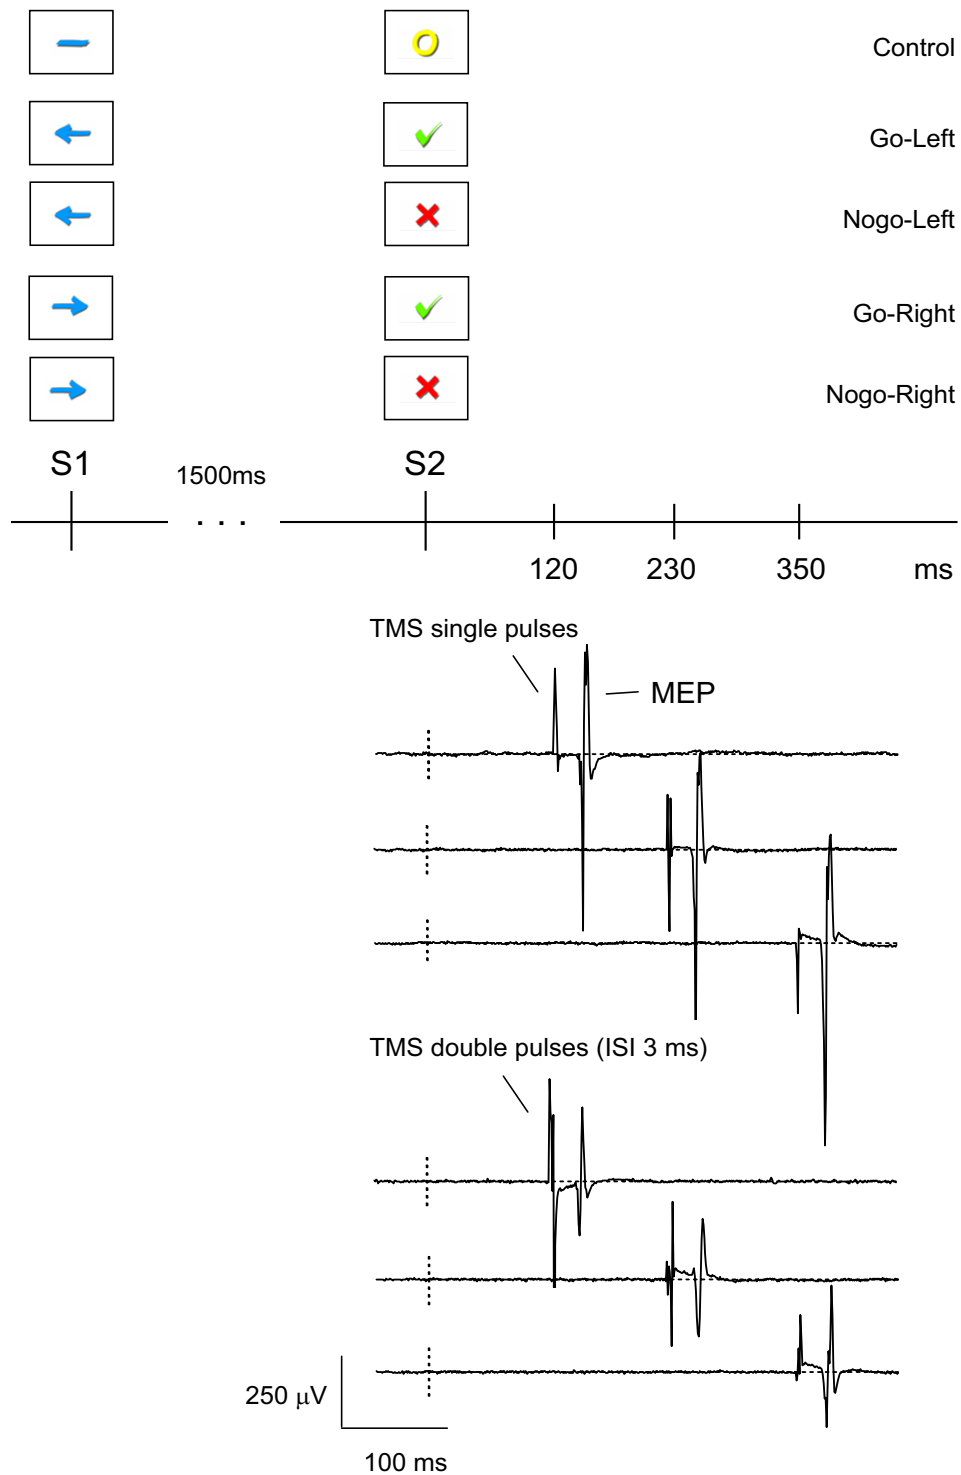 Control
Go-Left
Nogo-Left
Go-Right
Nogo-Right
S1
1500ms
S2
. . .
120
230
350
ms
TMS single pulses
MEP
TMS double pulses (ISI 3 ms)
250 μV
100 ms